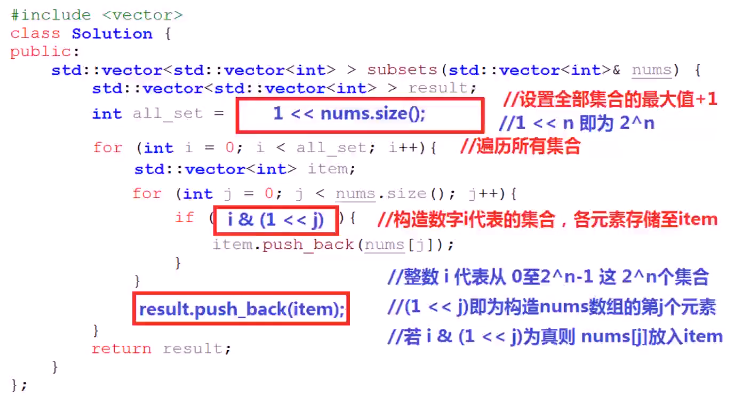 #include <vector>
class Solution {
public:
std::vector<std::vector<int> > subsets(std::vector<int>& nums) {
std::vector<std::vector<int> > result;
int all_set = 1 << nums.size(); //设置全部集合的最大值+1
//1 << n 即为 2^n
for (int i = 0; i < all_set; i++){ //遍历所有集合
std::vector<int> item;
for (int j = 0; j < nums.size(); j++){
if ( i & (1 << j) ){ //构造数字i代表的集合，各元素存储至item
item.push_back(nums[j]);
}
} //整数 i 代表从 0至2^n-1 这 2^n个集合
result.push_back(item); //(1 << j)即为构造nums数组的第j个元素
} //若 i & (1 << j)为真则 nums[j]放入item
return result;
}
};